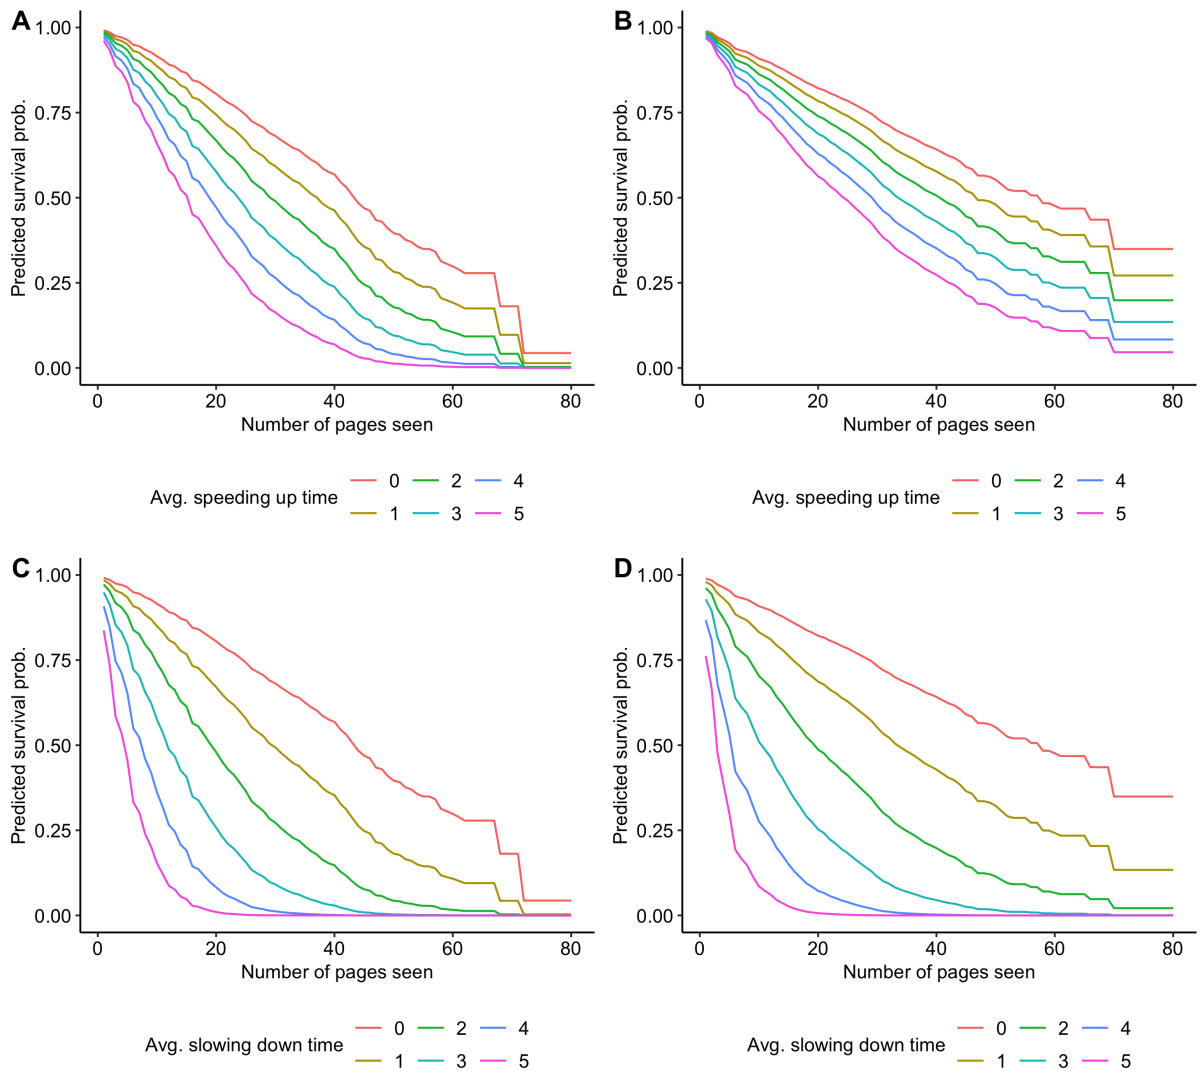 A
Predicted survival prob.
1.00
0.75
0.50
0.25
0.00
0 20 40 60 80
Number of pages seen
Avg. speeding up time
0 2 4
1 3 5
B
Predicted survival prob.
1.00
0.75
0.50
0.25
0.00
0 20 40 60 80
Number of pages seen
Avg. speeding up time
0 2 4
1 3 5
C
Predicted survival prob.
1.00
0.75
0.50
0.25
0.00
0 20 40 60 80
Number of pages seen
Avg. slowing down time
0 2 4
1 3 5
D
Predicted survival prob.
1.00
0.75
0.50
0.25
0.00
0 20 40 60 80
Number of pages seen
Avg. slowing down time
0 2 4
1 3 5